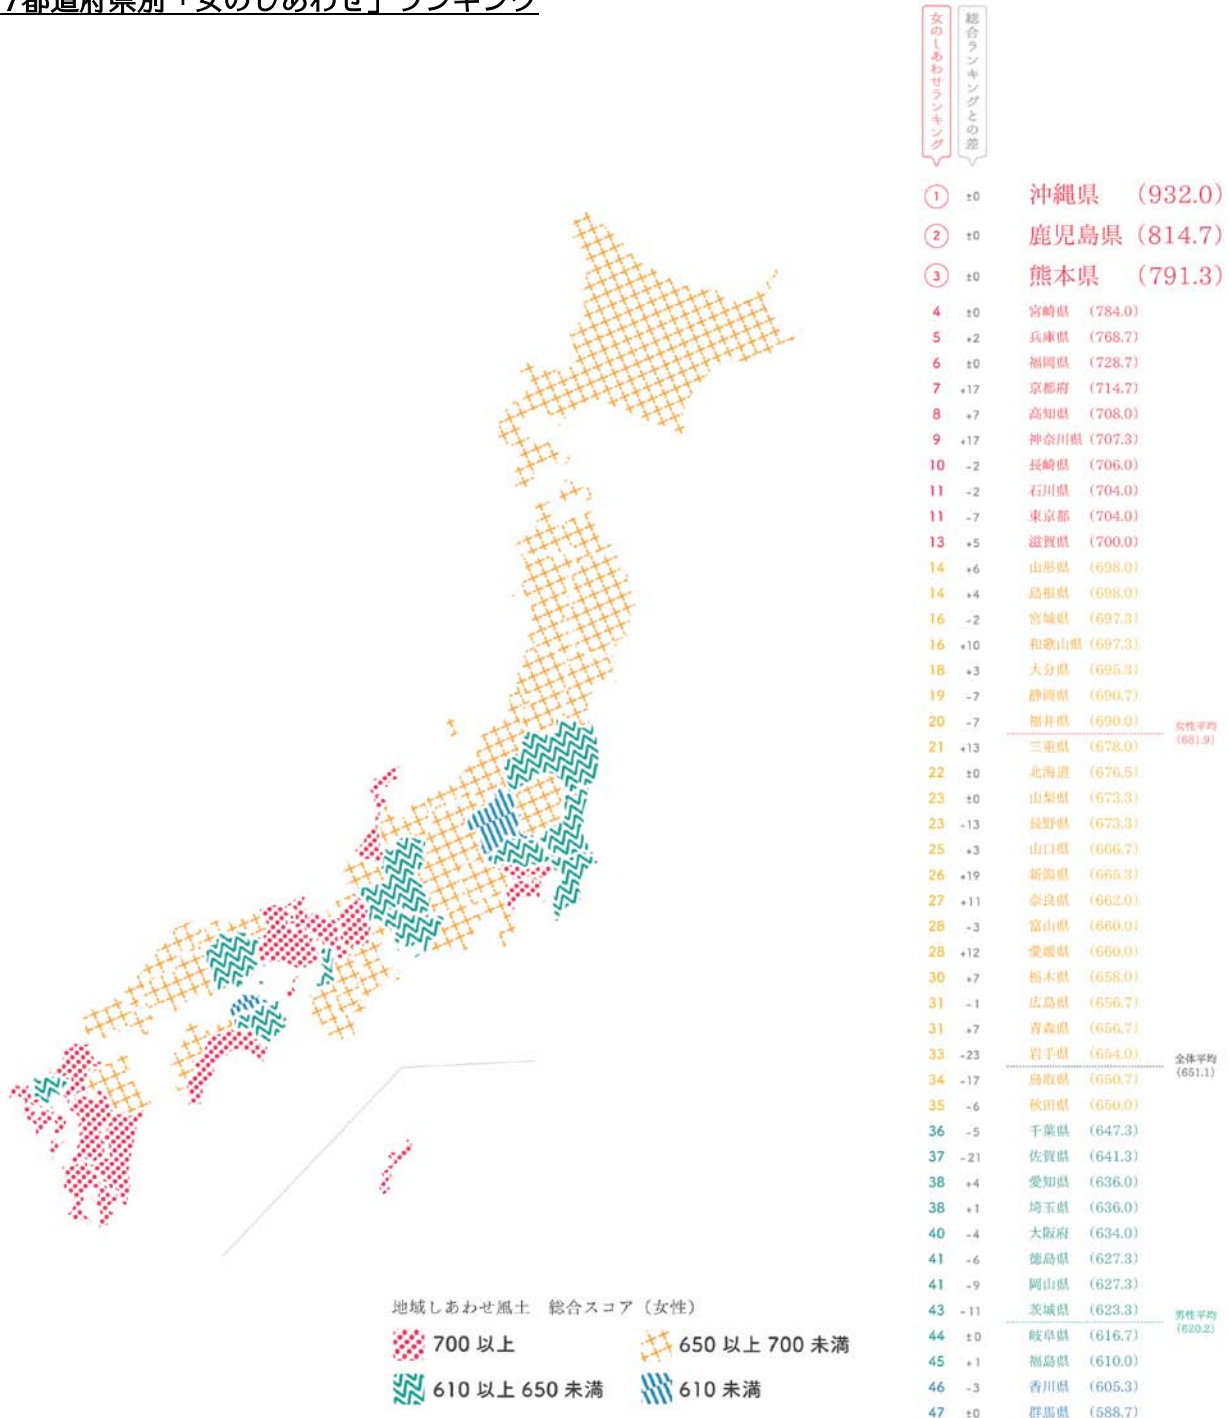 7都道府県別「女のしあわせ」ランキング
女のしあわせランキング
総合ランキングとの差
1 ±0 沖縄県 (932.0)
2 ±0 鹿児島県 (814.7)
3 ±0 熊本県 (791.3)
4 ±0 宮崎県 (784.0)
5 +2 兵庫県 (768.7)
6 ±0 福岡県 (728.7)
7 +17 京都府 (714.7)
8 +7 高知県 (708.0)
9 +17 神奈川県 (707.3)
10 -2 長崎県 (706.0)
11 -2 石川県 (704.0)
11 -7 東京都 (704.0)
13 +5 滋賀県 (700.0)
14 +6 山形県 (698.0)
14 +4 島根県 (698.0)
16 -2 宮城県 (697.3)
16 +10 和歌山県 (697.3)
18 +3 大分県 (695.3)
19 -7 静岡県 (690.7)
20 -7 福井県 (690.0)
女性平均
(681.9)
21 +13 三重県 (678.0)
22 ±0 北海道 (676.5)
23 ±0 山梨県 (673.3)
23 -13 長野県 (673.3)
25 +3 山口県 (666.7)
26 +19 新潟県 (665.3)
27 +11 奈良県 (662.0)
28 -3 富山県 (660.0)
28 +12 愛媛県 (660.0)
30 +7 栃木県 (658.0)
31 -1 広島県 (656.7)
31 +7 青森県 (656.7)
33 -23 岩手県 (654.0)
全体平均
(651.1)
34 -17 鳥取県 (650.7)
35 -6 秋田県 (650.0)
36 -5 千葉県 (647.3)
37 -21 佐賀県 (641.3)
38 +4 愛知県 (636.0)
38 +1 埼玉県 (636.0)
40 -4 大阪府 (634.0)
41 -6 徳島県 (627.3)
41 -9 岡山県 (627.3)
43 -11 茨城県 (623.3)
男性平均
(620.2)
44 ±0 岐阜県 (616.7)
45 +1 福島県 (610.0)
46 -3 香川県 (605.3)
47 ±0 群馬県 (588.7)
地域しあわせ風土 総合スコア（女性）
700 以上
650 以上 700 未満
610 以上 650 未満
610 未満